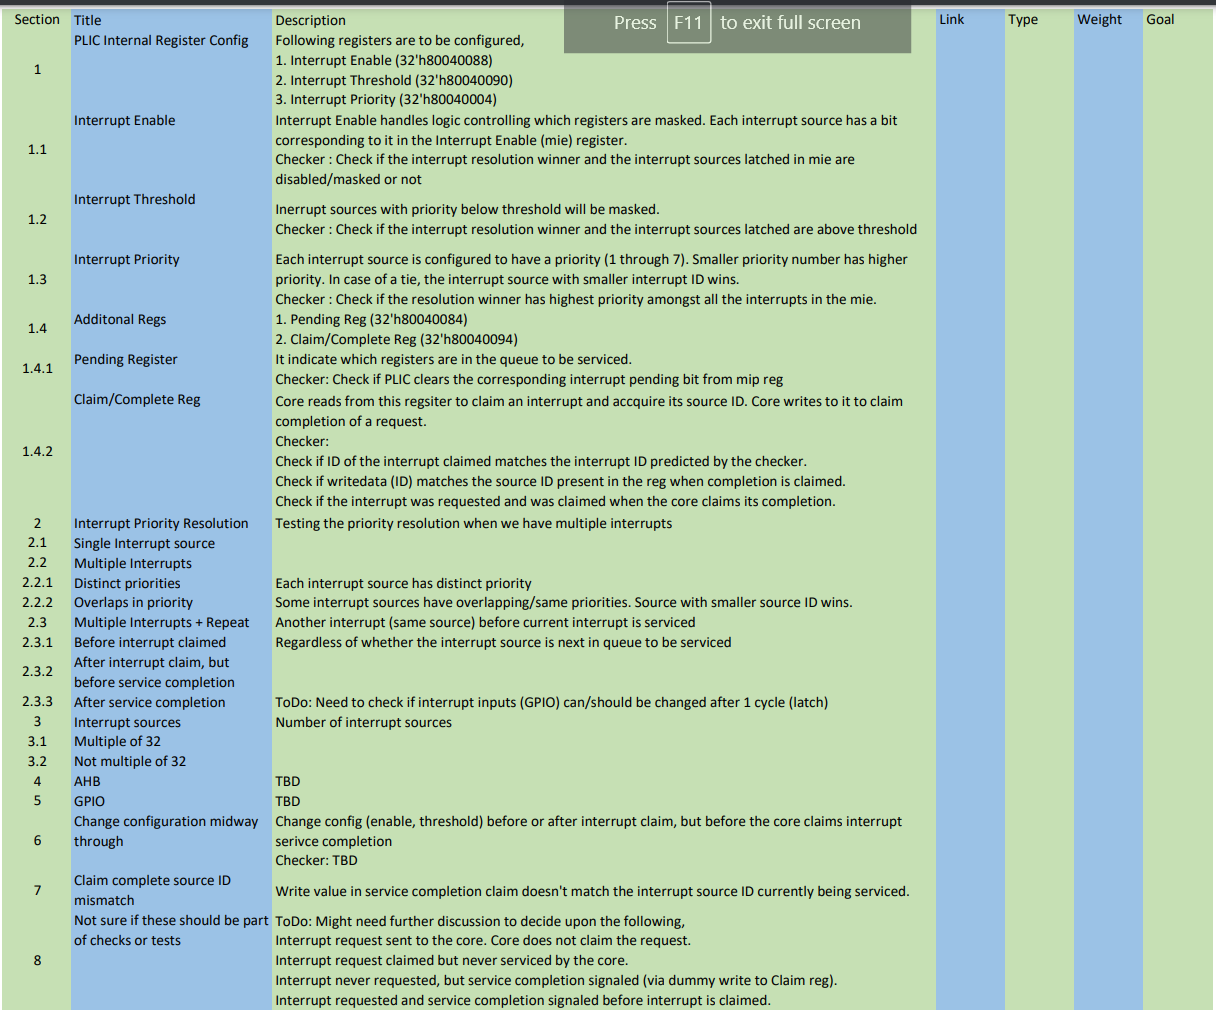 Press F11 to exit full screen
Section Title Description Link Type Weight Goal
1 PLIC Internal Register Config Following registers are to be configured,
1. Interrupt Enable (32'h80040088)
2. Interrupt Threshold (32'h80040090)
3. Interrupt Priority (32'h80040004)
1.1 Interrupt Enable Interrupt Enable handles logic controlling which registers are masked. Each interrupt source has a bit
corresponding to it in the Interrupt Enable (mie) register.
Checker : Check if the interrupt resolution winner and the interrupt sources latched in mie are
disabled/masked or not
1.2 Interrupt Threshold
Inerrupt sources with priority below threshold will be masked.
Checker : Check if the interrupt resolution winner and the interrupt sources latched are above threshold
1.3 Interrupt Priority Each interrupt source is configured to have a priority (1 through 7). Smaller priority number has higher
priority. In case of a tie, the interrupt source with smaller interrupt ID wins.
Checker : Check if the resolution winner has highest priority amongst all the interrupts in the mie.
1.4 Additonal Regs 1. Pending Reg (32'h80040084)
2. Claim/Complete Reg (32'h80040094)
1.4.1 Pending Register It indicate which registers are in the queue to be serviced.
Checker: Check if PLIC clears the corresponding interrupt pending bit from mip reg
1.4.2 Claim/Complete Reg Core reads from this regsiter to claim an interrupt and accquire its source ID. Core writes to it to claim
completion of a request.
Checker:
Check if ID of the interrupt claimed matches the interrupt ID predicted by the checker.
Check if writedata (ID) matches the source ID present in the reg when completion is claimed.
Check if the interrupt was requested and was claimed when the core claims its completion.
2 Interrupt Priority Resolution Testing the priority resolution when we have multiple interrupts
2.1 Single Interrupt source
2.2 Multiple Interrupts
2.2.1 Distinct priorities Each interrupt source has distinct priority
2.2.2 Overlaps in priority Some interrupt sources have overlapping/same priorities. Source with smaller source ID wins.
2.3 Multiple Interrupts + Repeat Another interrupt (same source) before current interrupt is serviced
2.3.1 Before interrupt claimed Regardless of whether the interrupt source is next in queue to be serviced
2.3.2 After interrupt claim, but
before service completion
2.3.3 After service completion ToDo: Need to check if interrupt inputs (GPIO) can/should be changed after 1 cycle (latch)
3 Interrupt sources Number of interrupt sources
3.1 Multiple of 32
3.2 Not multiple of 32
4 AHB TBD
5 GPIO TBD
6 Change configuration midway Change config (enable, threshold) before or after interrupt claim, but before the core claims interrupt
through serivce completion
Checker: TBD
7 Claim complete source ID
mismatch Write value in service completion claim doesn't match the interrupt source ID currently being serviced.
8 Not sure if these should be part ToDo: Might need further discussion to decide upon the following,
of checks or tests Interrupt request sent to the core. Core does not claim the request.
Interrupt request claimed but never serviced by the core.
Interrupt never requested, but service completion signaled (via dummy write to Claim reg).
Interrupt requested and service completion signaled before interrupt is claimed.